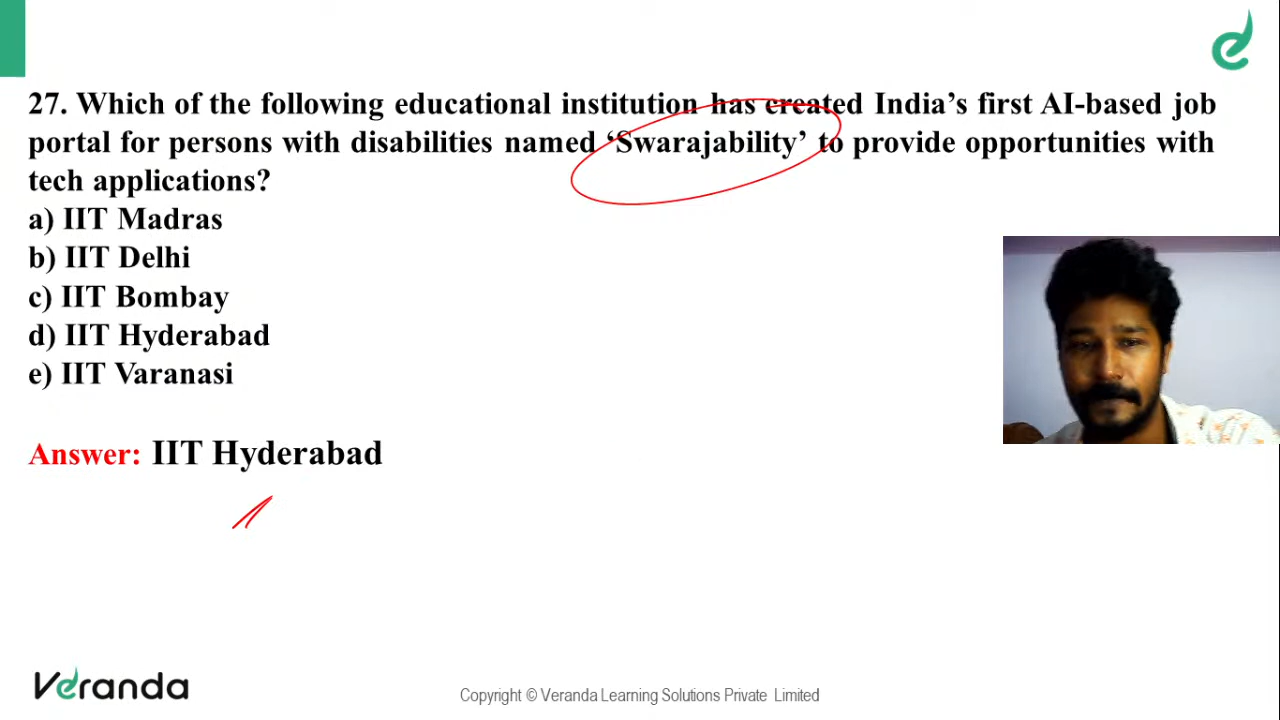 27. Which of the following educational institution has created India’s first AI-based job
portal for persons with disabilities named ‘Swarajability’ to provide opportunities with
tech applications?
a) IIT Madras
b) IIT Delhi
c) IIT Bombay
d) IIT Hyderabad
e) IIT Varanasi
Answer: IIT Hyderabad
Veranda
Copyright © Veranda Learning Solutions Private Limited